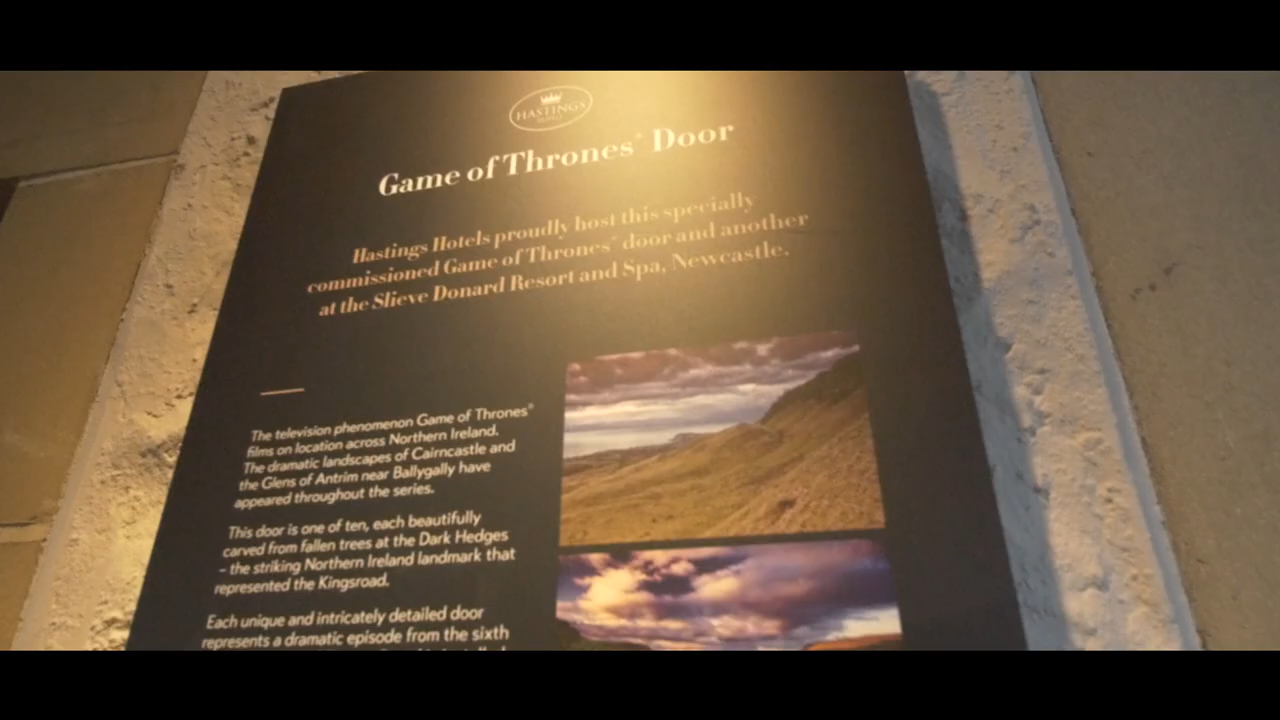 HASTINGS
HOTELS
Game of Thrones® Door
Hastings Hotels proudly host this specially
commissioned Game of Thrones® door and another
at the Slieve Donard Resort and Spa, Newcastle.
The television phenomenon Game of Thrones®
films on location across Northern Ireland.
The dramatic landscapes of Cairncastle and
the Glens of Antrim near Ballygally have
appeared throughout the series.
This door is one of ten, each beautifully
carved from fallen trees at the Dark Hedges
– the striking Northern Ireland landmark that
represented the Kingsroad.
Each unique and intricately detailed door
represents a dramatic episode from the sixth